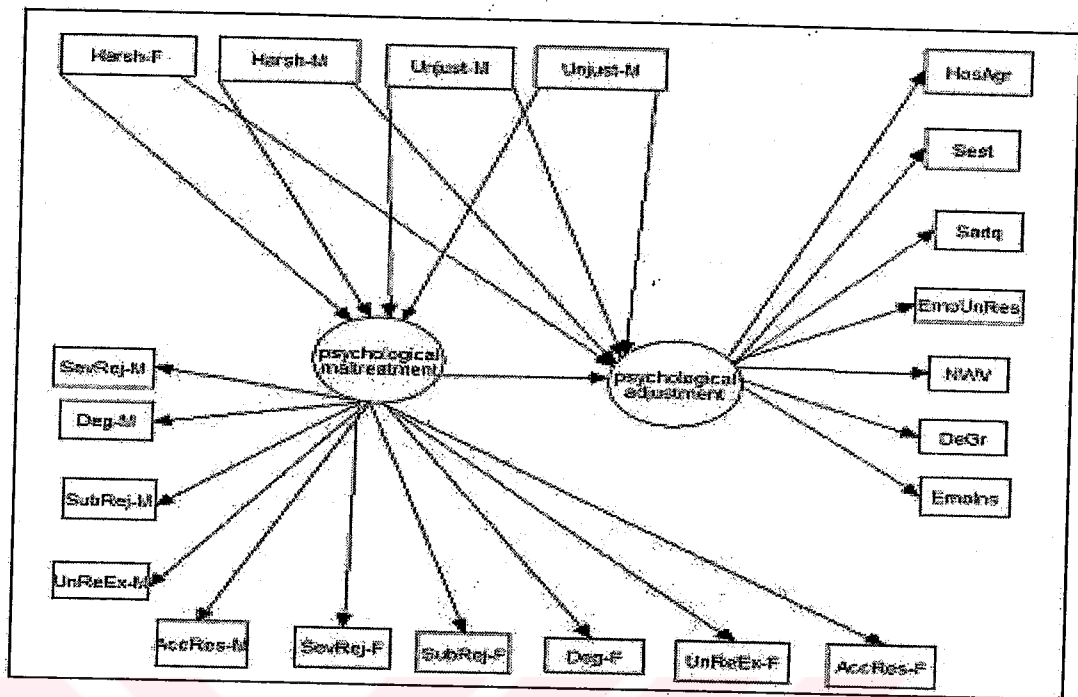 Harsh-F
Harsh-M
Unjust-M
Unjust-M
HosAgr
Sest
Sadq
EmoUnRes
NWV
DeGr
EmoIns
psychological
maltreatment
psychological
adjustment
SevRej-M
Deg-M
SubRej-M
UnReEx-M
AccRes-M
SevRej-F
SubRej-F
Deg-F
UnReEx-F
AccRes-F